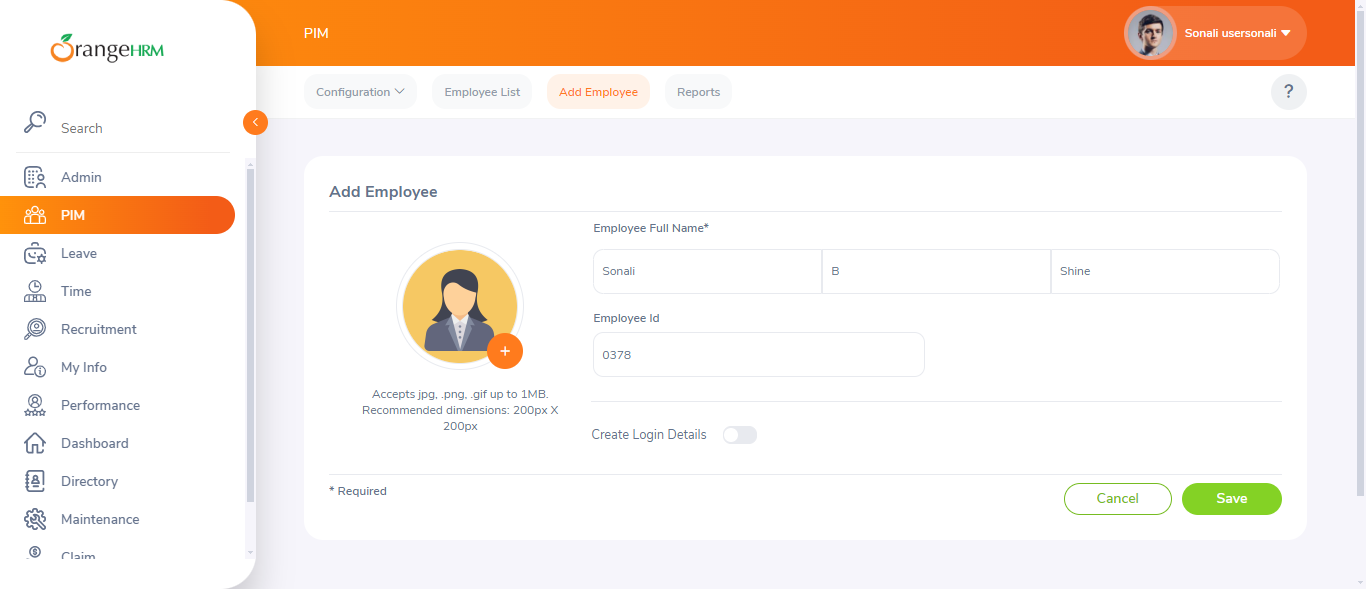 OrangeHRM
PIM
Sonali usersonali
Configuration
Employee List
Add Employee
Reports
?
Search
Admin
PIM
Leave
Time
Recruitment
My Info
Performance
Dashboard
Directory
Maintenance
Claim
Add Employee
Employee Full Name*
Sonali
B
Shine
Employee Id
0378
+
Accepts jpg, .png, .gif up to 1MB.
Recommended dimensions: 200px X
200px
Create Login Details
* Required
Cancel
Save